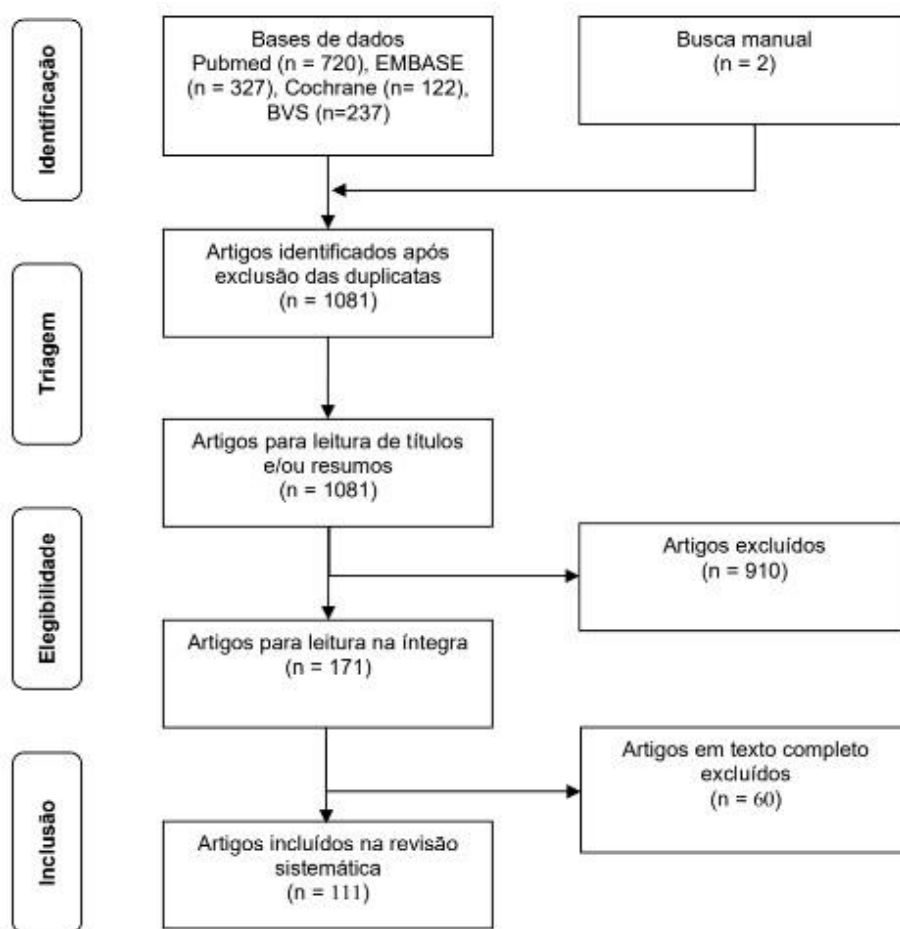 Identificação
Bases de dados
Pubmed (n = 720), EMBASE
(n = 327), Cochrane (n= 122),
BVS (n=237)
Busca manual
(n = 2)
Triagem
Artigos identificados após
exclusão das duplicatas
(n = 1081)
Artigos para leitura de títulos
e/ou resumos
(n = 1081)
Elegibilidade
Artigos excluídos
(n = 910)
Artigos para leitura na íntegra
(n = 171)
Inclusão
Artigos em texto completo
excluídos
(n = 60)
Artigos incluídos na revisão
sistemática
(n = 111)